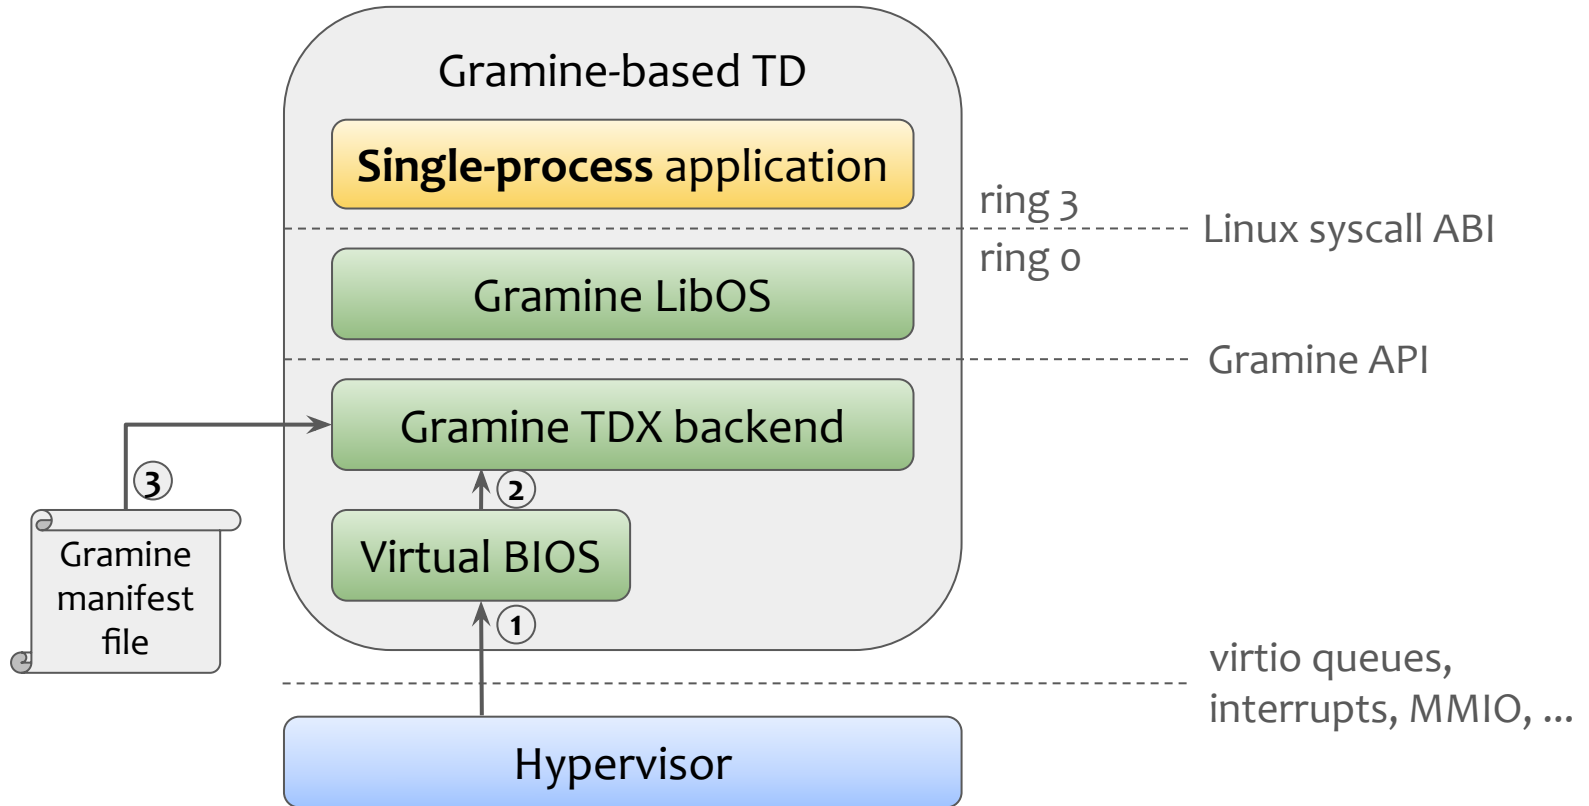 Gramine-based TD
Single-process application
ring 3
Linux syscall ABI
ring 0
Gramine LibOS
Gramine API
Gramine TDX backend
3
2
Gramine
manifest
file
Virtual BIOS
1
virtio queues,
interrupts, MMIO, ...
Hypervisor